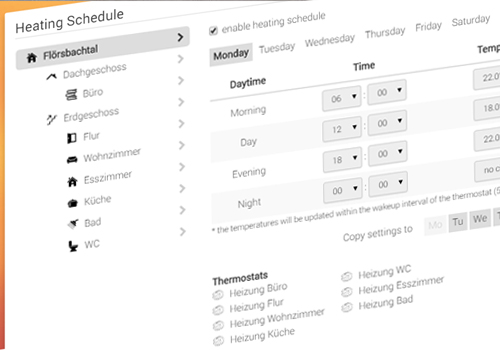 Heating Schedule
Flörsbachtal
Dachgeschoss
Büro
Erdgeschoss
Flur
Wohnzimmer
Esszimmer
Küche
Bad
WC
enable heating schedule
Monday Tuesday Wednesday Thursday Friday Saturday
Daytime Time
Morning 06 : 00 22.0
Day 12 : 00 18.0
Evening 18 : 00 22.0
Night 00 : 00 no c
* the temperatures will be updated within the wakeup interval of the thermostat (5
Copy settings to Mo Tu We
Thermostats
Heizung Büro
Heizung Flur
Heizung Wohnzimmer
Heizung Küche
Heizung WC
Heizung Esszimmer
Heizung Bad